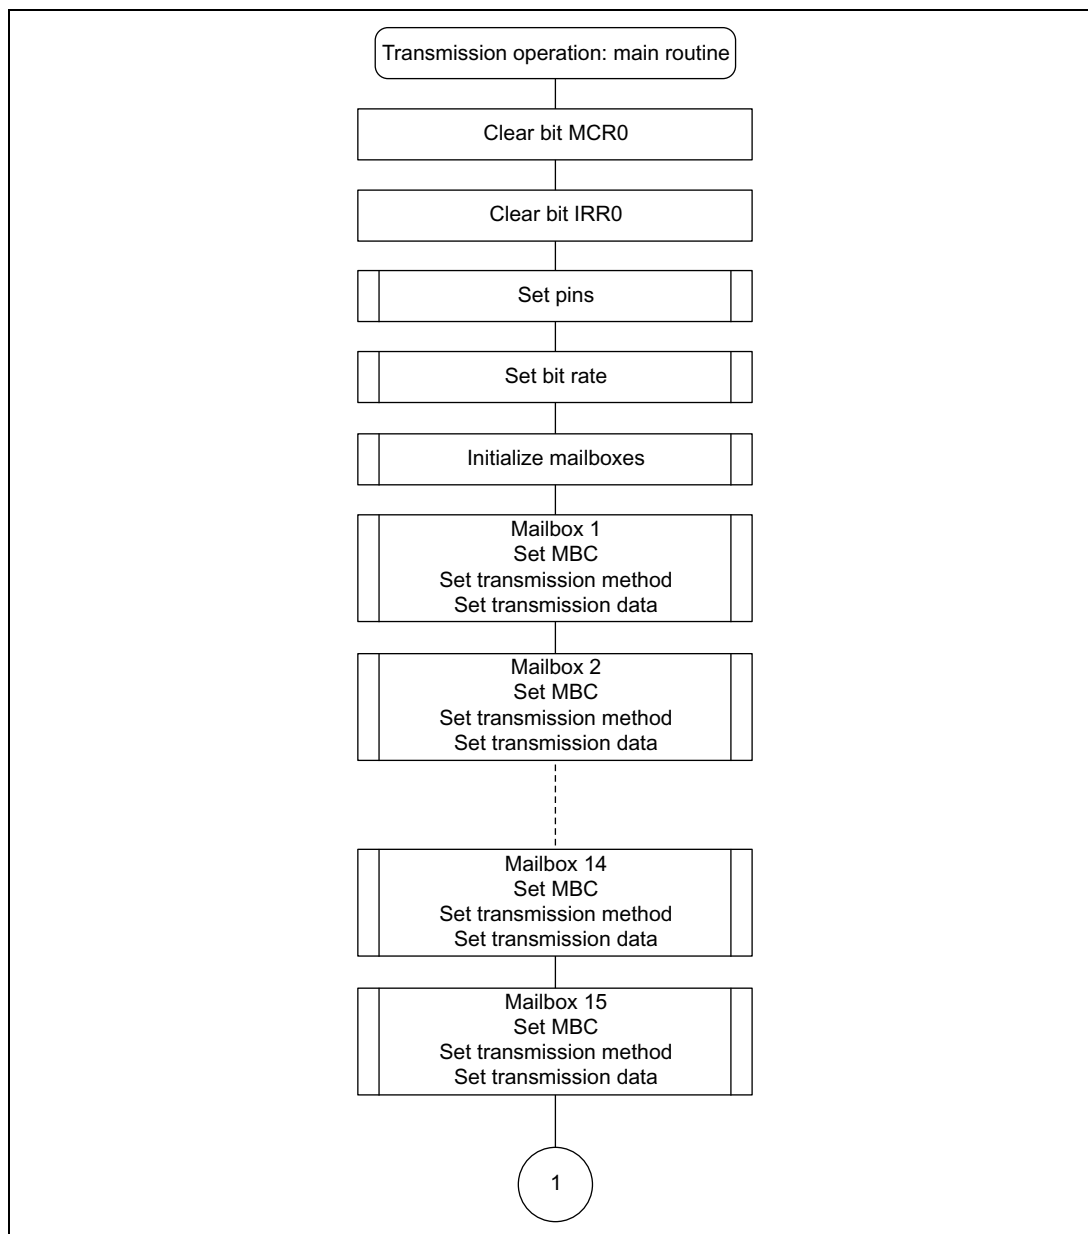 Transmission operation: main routine
Clear bit MCR0
Clear bit IRR0
Set pins
Set bit rate
Initialize mailboxes
Mailbox 1
Set MBC
Set transmission method
Set transmission data
Mailbox 2
Set MBC
Set transmission method
Set transmission data
Mailbox 14
Set MBC
Set transmission method
Set transmission data
Mailbox 15
Set MBC
Set transmission method
Set transmission data
1